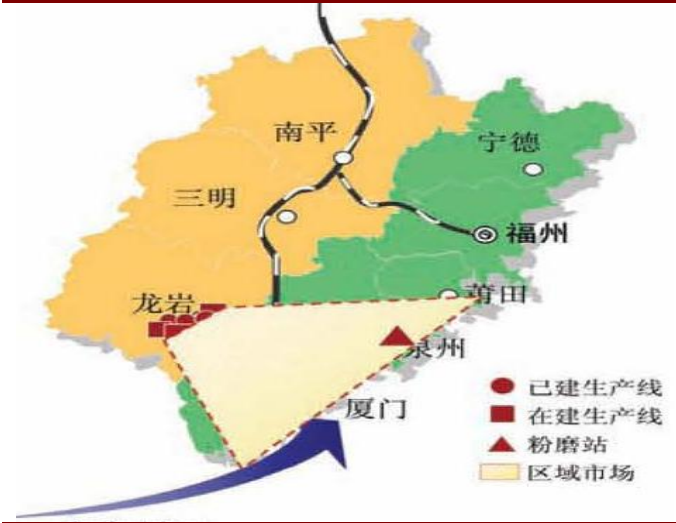 南平
宁德
三明
福州
龙岩
莆田
泉州
厦门
已建生产线
在建生产线
粉磨站
区域市场